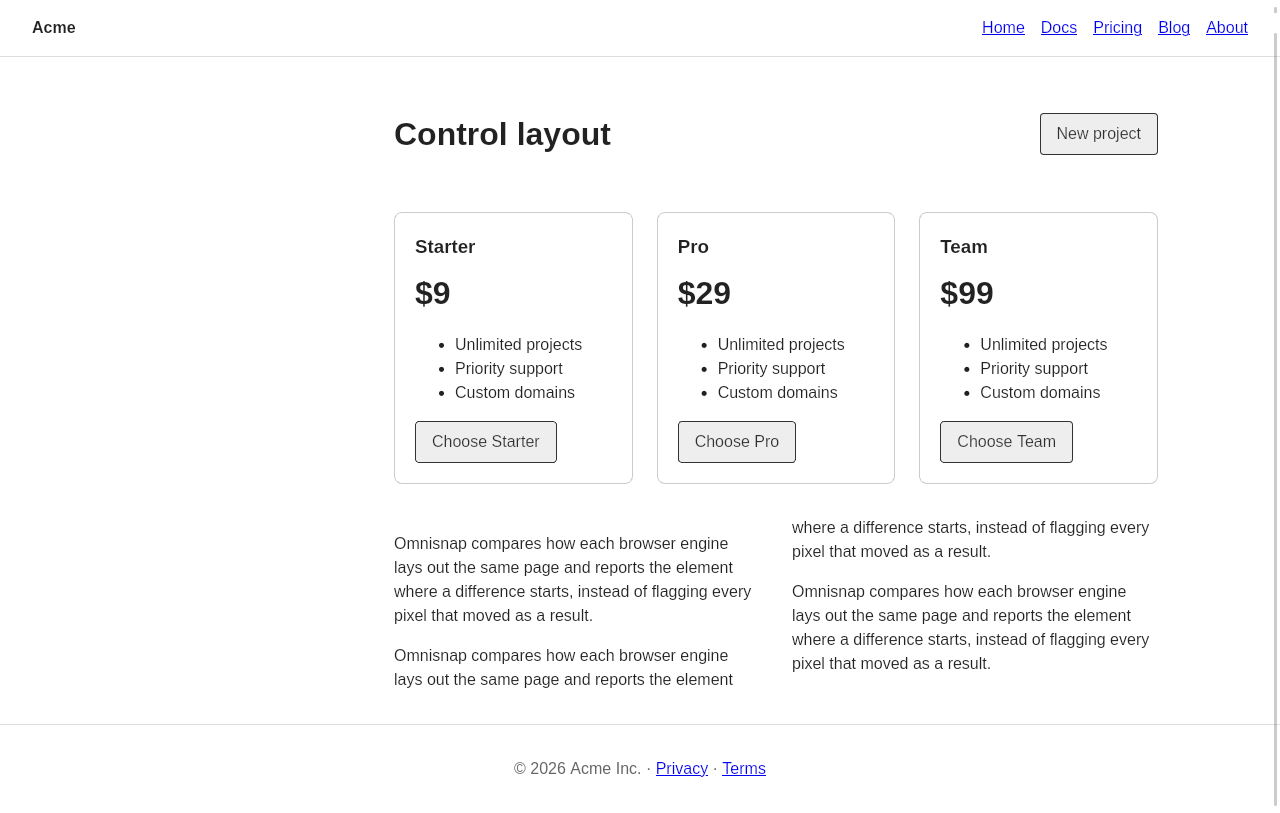 Acme
Home Docs Pricing Blog About
Control layout
New project
Starter
$9
Unlimited projects
Priority support
Custom domains
Choose Starter
Pro
$29
Unlimited projects
Priority support
Custom domains
Choose Pro
Team
$99
Unlimited projects
Priority support
Custom domains
Choose Team
Omnisnap compares how each browser engine
lays out the same page and reports the element
where a difference starts, instead of flagging every
pixel that moved as a result.
Omnisnap compares how each browser engine
lays out the same page and reports the element
where a difference starts, instead of flagging every
pixel that moved as a result.
Omnisnap compares how each browser engine
lays out the same page and reports the element
where a difference starts, instead of flagging every
pixel that moved as a result.
© 2026 Acme Inc. · Privacy · Terms